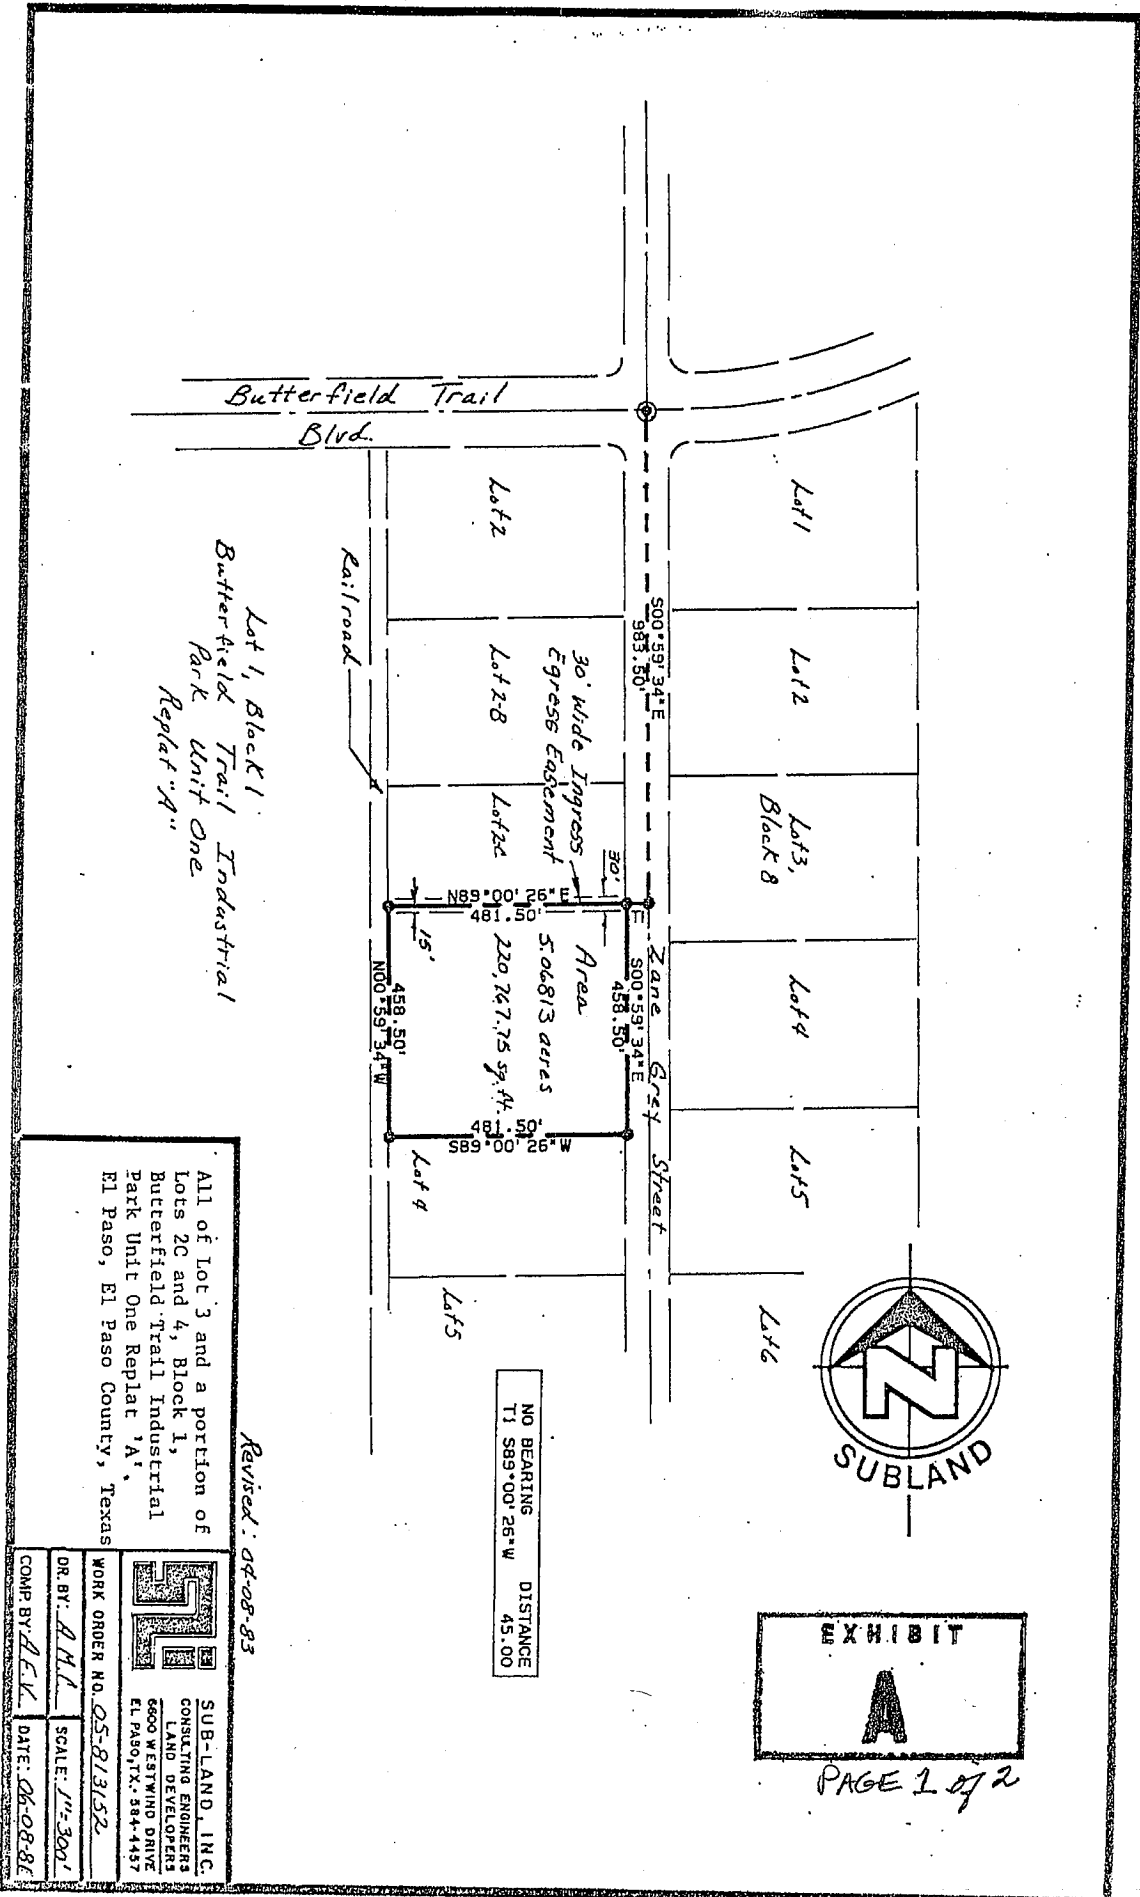 Butterfield Trail
Blvd.
Lot 1
Lot 2
Lot 3,
Block 8
Lot 4
Lot 5
Lot 6
S00°59'34"E
983.50'
Lot 2
Lot 2-B
Lot 2C
30' Wide Ingress
Egress Easement
30'
T1
N89°00'26"E
481.50'
15'
Zane Grey Street
S00°59'34"E
458.50'
Area
5.06813 acres
220,767.75 sq.ft.
458.50'
N00°59'34"W
481.50'
S89°00'26"W
Lot 4
Lot 5
Railroad
Lot 1, Block 1
Butterfield Trail Industrial
Park Unit One
Replat "A"
N
SUBLAND
NO BEARING DISTANCE
T1 S89°00'26"W 45.00
EXHIBIT
A
PAGE 1 of 2
Revised: 04-08-83
All of Lot 3 and a portion of
Lots 2C and 4, Block 1,
Butterfield Trail Industrial
Park Unit One Replat 'A',
El Paso, El Paso County, Texas
SLI
SUB-LAND, INC.
CONSULTING ENGINEERS
LAND DEVELOPERS
6600 WESTWIND DRIVE
EL PASO, TX. 584-4457
WORK ORDER NO. 05-813152
DR. BY: A.M.C. SCALE: 1"=300'
COMP. BY A.E.V. DATE: